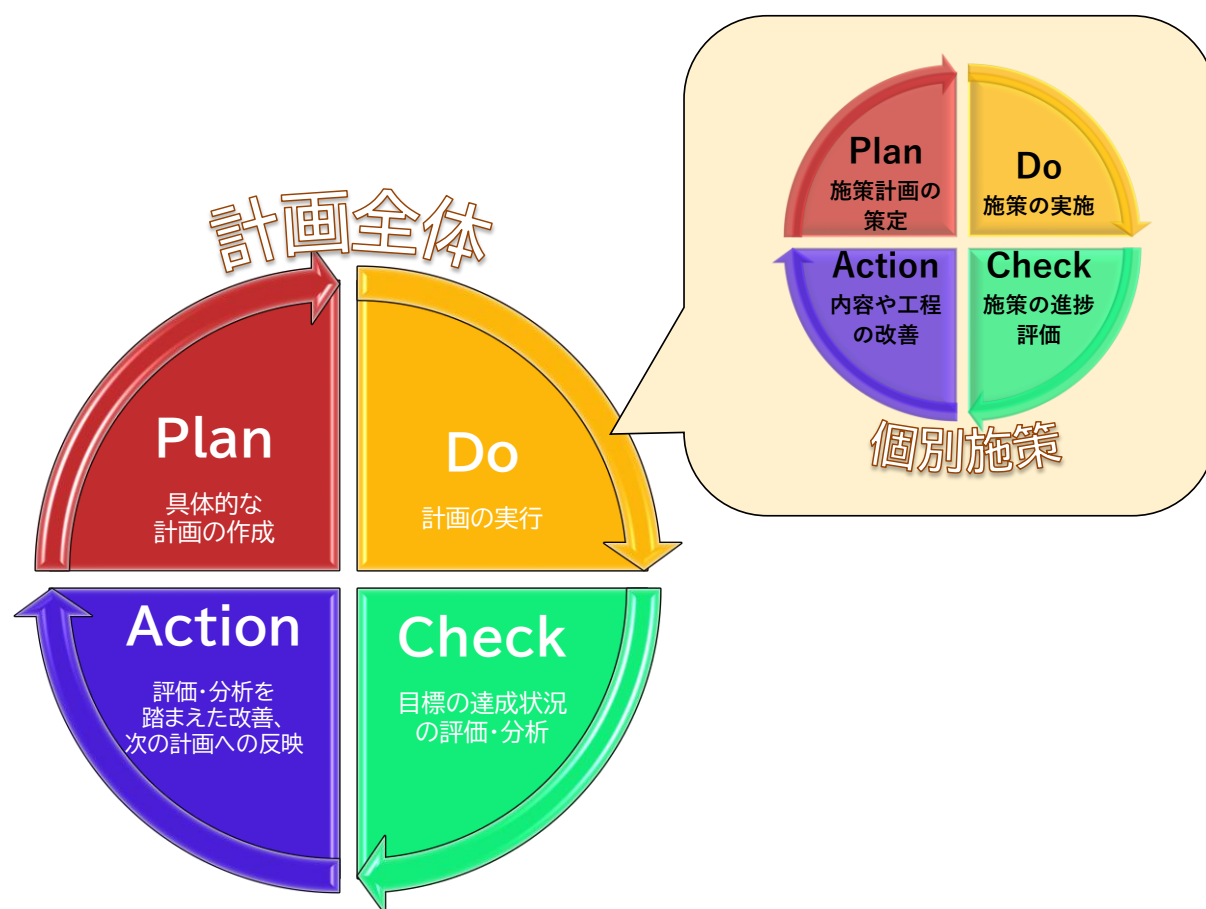 計画全体
Plan
具体的な
計画の作成
Do
計画の実行
Check
目標の達成状況
の評価･分析
Action
評価･分析を
踏まえた改善、
次の計画への反映
Plan
施策計画の
策定
Do
施策の実施
Check
施策の進捗
評価
Action
内容や工程
の改善
個別施策